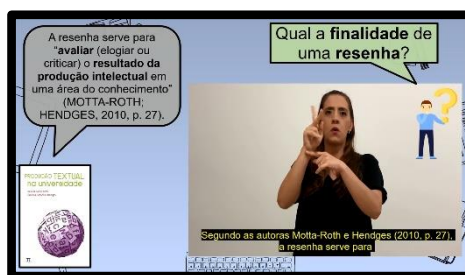 A resenha serve para
“avaliar (elogiar ou
criticar) o resultado da
produção intelectual em
uma área do conhecimento”
(MOTTA-ROTH;
HENDGES, 2010, p. 27).
Qual a finalidade de
uma resenha?
PRODUÇÃO TEXTUAL
na universidade
Segundo as autoras Motta-Roth e Hendges (2010, p. 27),
a resenha serve para